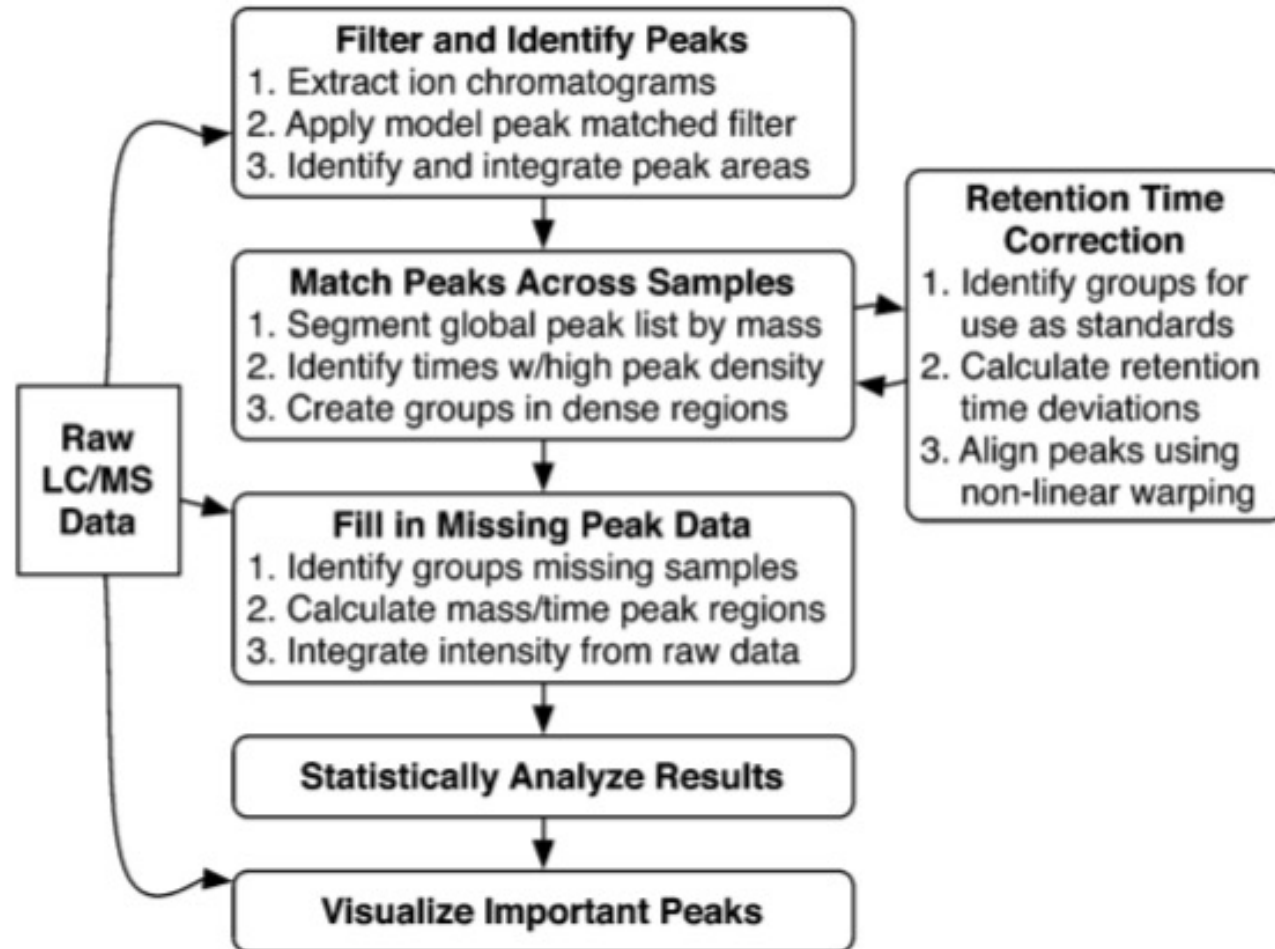 Filter and Identify Peaks
1. Extract ion chromatograms
2. Apply model peak matched filter
3. Identify and integrate peak areas
Match Peaks Across Samples
1. Segment global peak list by mass
2. Identify times w/high peak density
3. Create groups in dense regions
Retention Time
Correction
1. Identify groups for
use as standards
2. Calculate retention
time deviations
3. Align peaks using
non-linear warping
Raw
LC/MS
Data
Fill in Missing Peak Data
1. Identify groups missing samples
2. Calculate mass/time peak regions
3. Integrate intensity from raw data
Statistically Analyze Results
Visualize Important Peaks